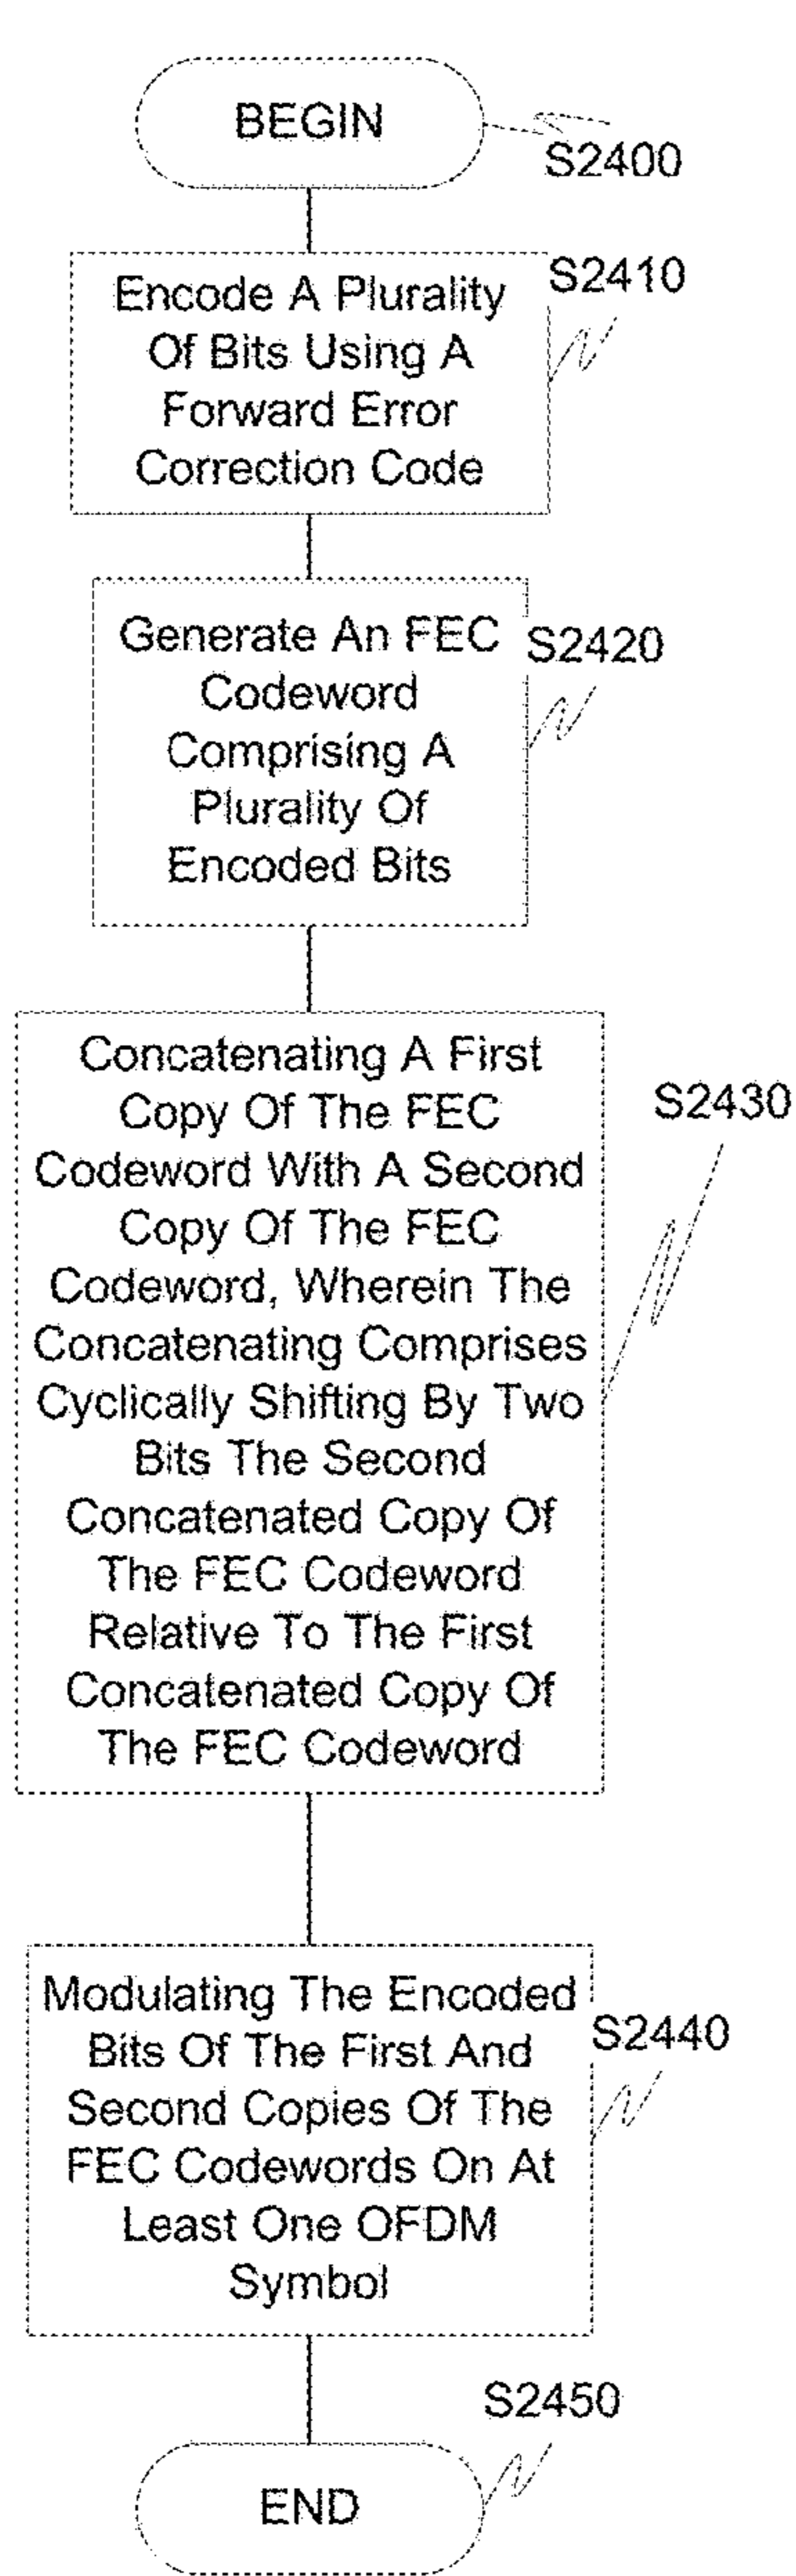 BEGIN
S2400
S2410
Encode A Plurality
Of Bits Using A
Forward Error
Correction Code
Generate An FEC
S2420
Codeword
Comprising A
Plurality Of
Encoded Bits
Concatenating A First
Copy Of The FEC
S2430
Codeword With A Second
Copy Of The FEC
Codeword, Wherein The
Concatenating Comprises
Cyclically Shifting By Two
Bits The Second
Concatenated Copy Of
The FEC Codeword
Relative To The First
Concatenated Copy Of
The FEC Codeword
Modulating The Encoded
S2440
Bits Of The First And
Second Copies Of The
FEC Codewords On At
Least One OFDM
Symbol
S2450
END